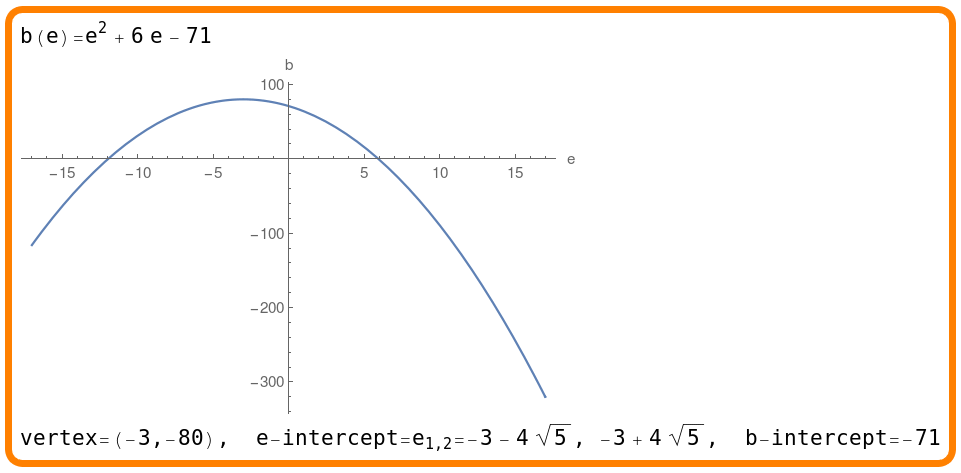 b(e)=e² + 6 e - 71
b
100
-15 -10 -5 5 10 15 e
-100
-200
-300
vertex=(-3,-80), e-intercept=e₁,₂=-3 - 4 √5, -3 + 4 √5, b-intercept=-71